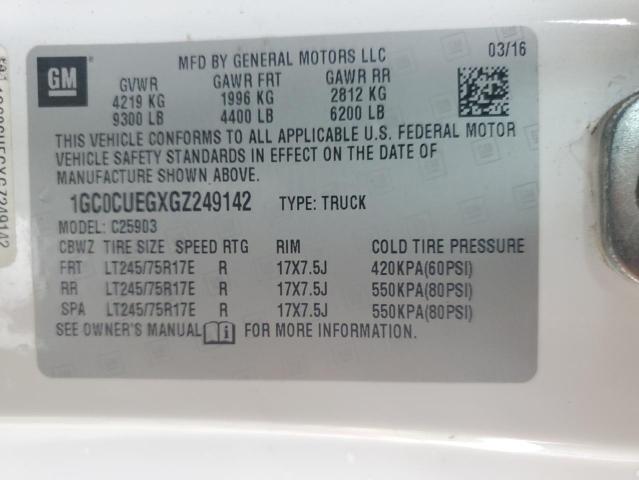 GM
MFD BY GENERAL MOTORS LLC 03/16
GVWR GAWR FRT GAWR RR
4219 KG 1996 KG 2812 KG
9300 LB 4400 LB 6200 LB
THIS VEHICLE CONFORMS TO ALL APPLICABLE U.S. FEDERAL MOTOR
VEHICLE SAFETY STANDARDS IN EFFECT ON THE DATE OF
MANUFACTURE SHOWN ABOVE.
1GC0CUEGXGZ249142 TYPE: TRUCK
MODEL: C25903
CBWZ TIRE SIZE SPEED RTG RIM COLD TIRE PRESSURE
FRT LT245/75R17E R 17X7.5J 420KPA(60PSI)
RR LT245/75R17E R 17X7.5J 550KPA(80PSI)
SPA LT245/75R17E R 17X7.5J 550KPA(80PSI)
SEE OWNER'S MANUAL FOR MORE INFORMATION.